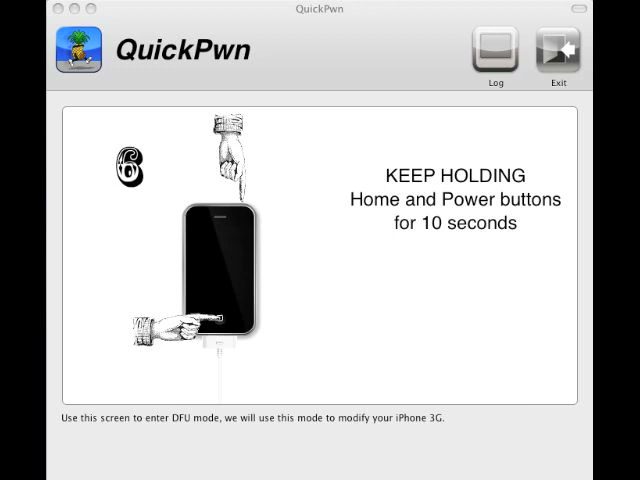 QuickPwn
QuickPwn
Log
Exit
6
KEEP HOLDING
Home and Power buttons
for 10 seconds
Use this screen to enter DFU mode, we will use this mode to modify your iPhone 3G.